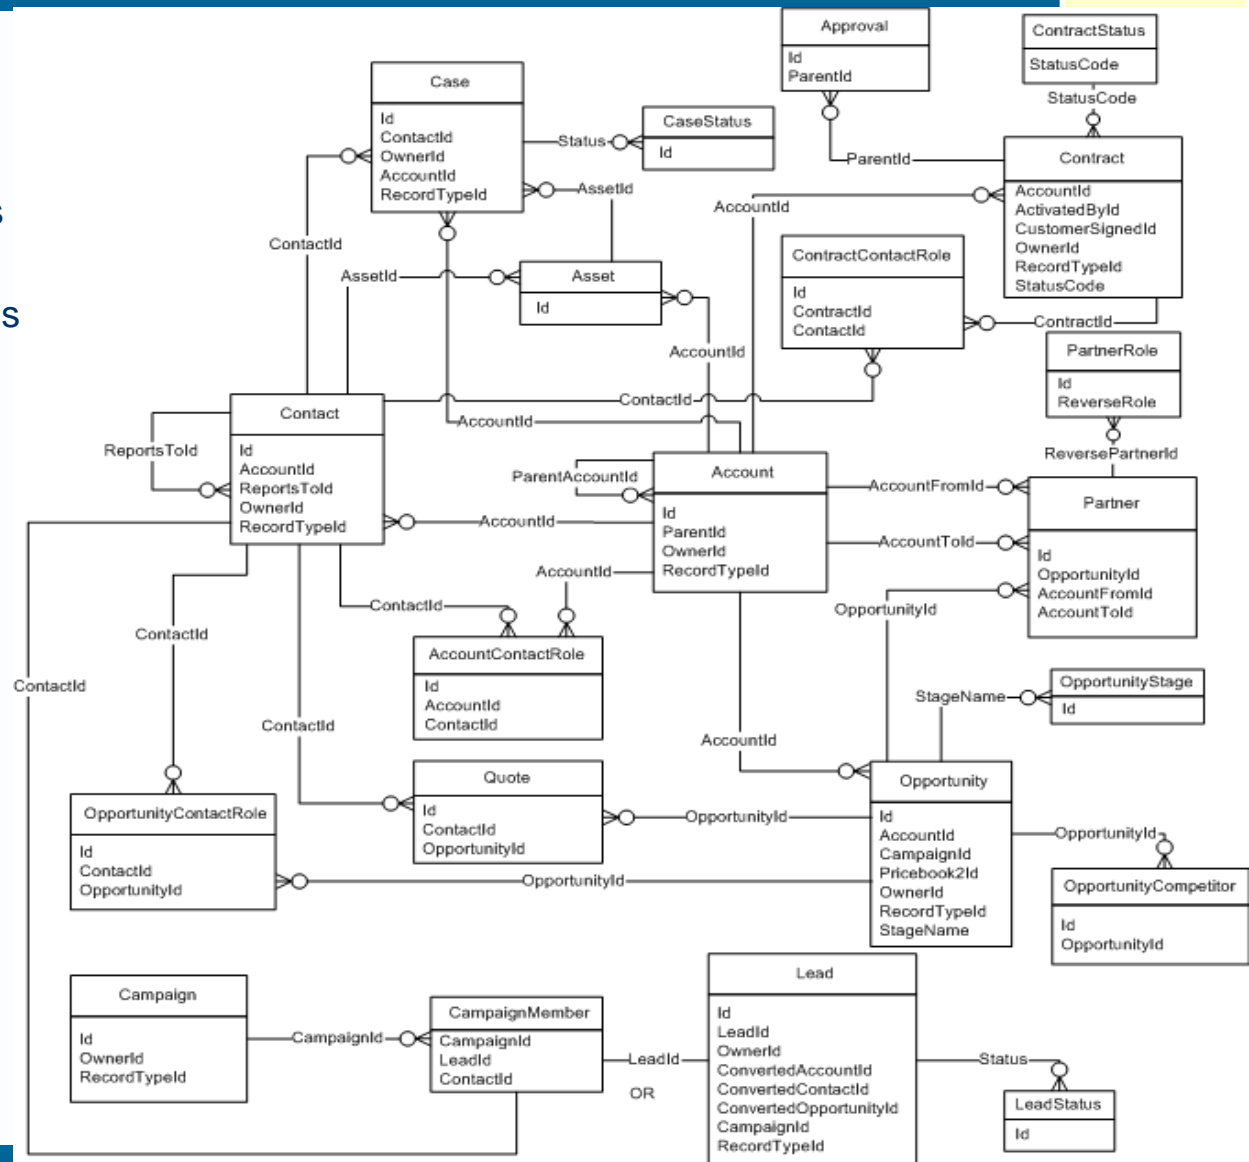 s
s
Approval
Id
ParentId
ContractStatus
StatusCode
StatusCode
Case
Id
ContactId
OwnerId
AccountId
RecordTypeId
Status
CaseStatus
Id
AssetId
ParentId
Contract
AccountId
ActivatedById
CustomerSignedId
OwnerId
RecordTypeId
StatusCode
AccountId
ContactId
AssetId
Asset
Id
ContractContactRole
Id
ContractId
ContactId
ContractId
AccountId
PartnerRole
Id
ReverseRole
ReversePartnerId
ContactId
AccountId
Contact
Id
AccountId
ReportsToId
OwnerId
RecordTypeId
ReportsToId
ParentAccountId
Account
Id
ParentId
OwnerId
RecordTypeId
AccountFromId
AccountToId
Partner
Id
OpportunityId
AccountFromId
AccountToId
AccountId
AccountId
OpportunityId
ContactId
ContactId
AccountContactRole
Id
AccountId
ContactId
ContactId
ContactId
AccountId
StageName
OpportunityStage
Id
Quote
Id
ContactId
OpportunityId
OpportunityId
Opportunity
Id
AccountId
CampaignId
Pricebook2Id
OwnerId
RecordTypeId
StageName
OpportunityContactRole
Id
ContactId
OpportunityId
OpportunityId
OpportunityId
OpportunityCompetitor
Id
OpportunityId
Campaign
Id
OwnerId
RecordTypeId
CampaignId
CampaignMember
CampaignId
LeadId
ContactId
LeadId
OR
Lead
Id
LeadId
OwnerId
ConvertedAccountId
ConvertedContactId
ConvertedOpportunityId
CampaignId
RecordTypeId
Status
LeadStatus
Id